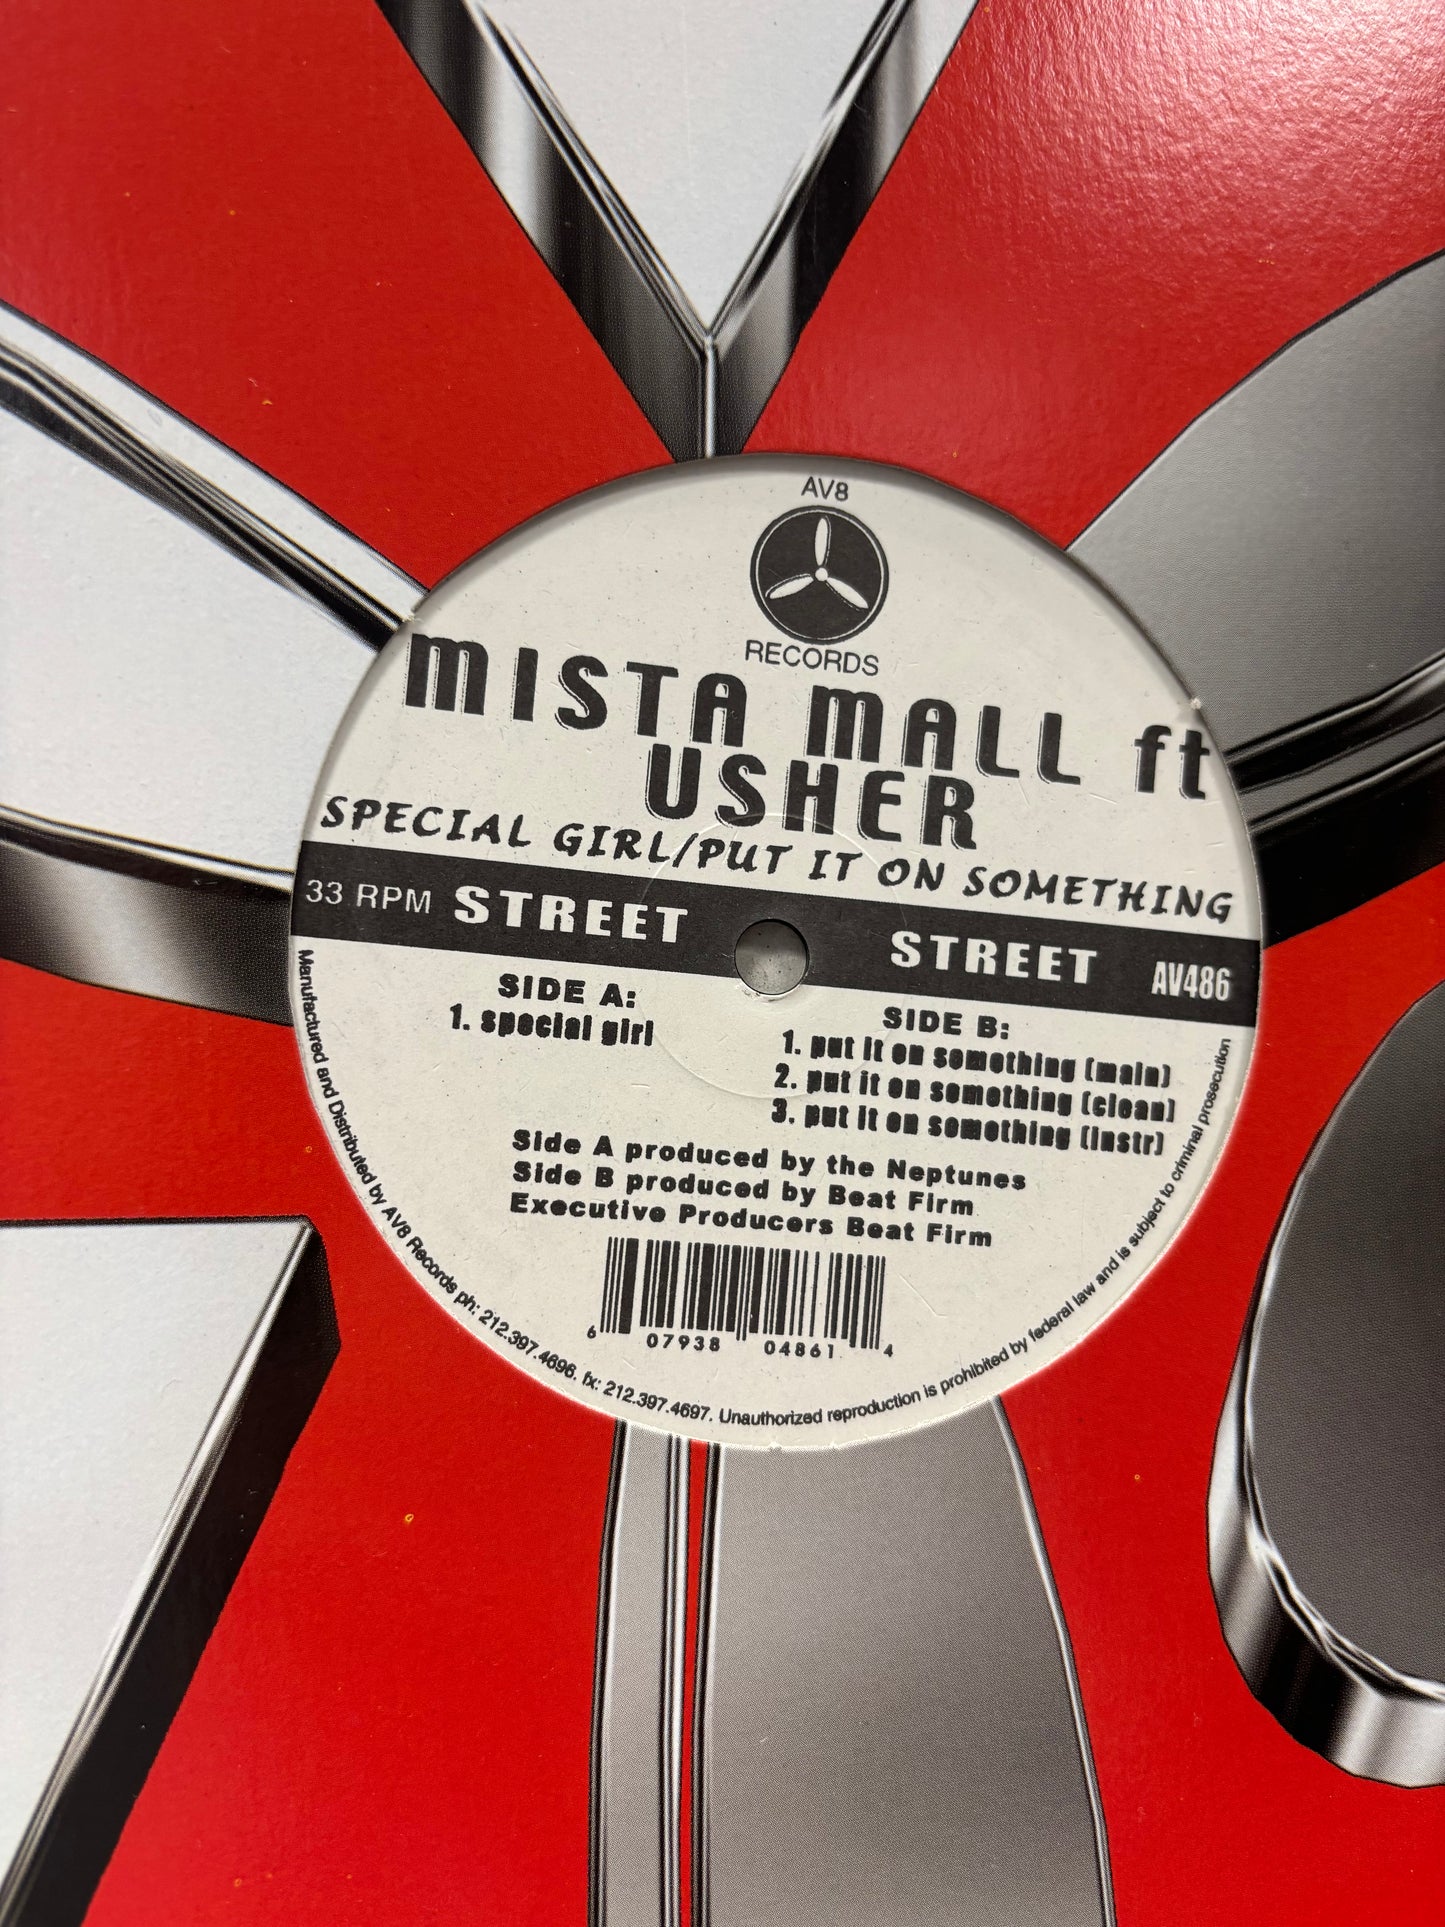 AV8
RECORDS
MISTA MALL ft
USHER
SPECIAL GIRL/PUT IT ON SOMETHING
33 RPM STREET STREET AV486
SIDE A:
1. special girl
SIDE B:
1. put it on something (main)
2. put it on something (clean)
3. put it on something (instr)
Side A produced by the Neptunes
Side B produced by Beat Firm
Executive Producers Beat Firm
6 07938 04861 4
Manufactured and Distributed by AV8 Records ph: 212.397.4696. fx: 212.397.4697. Unauthorized reproduction is prohibited by federal law and is subject to criminal prosecution